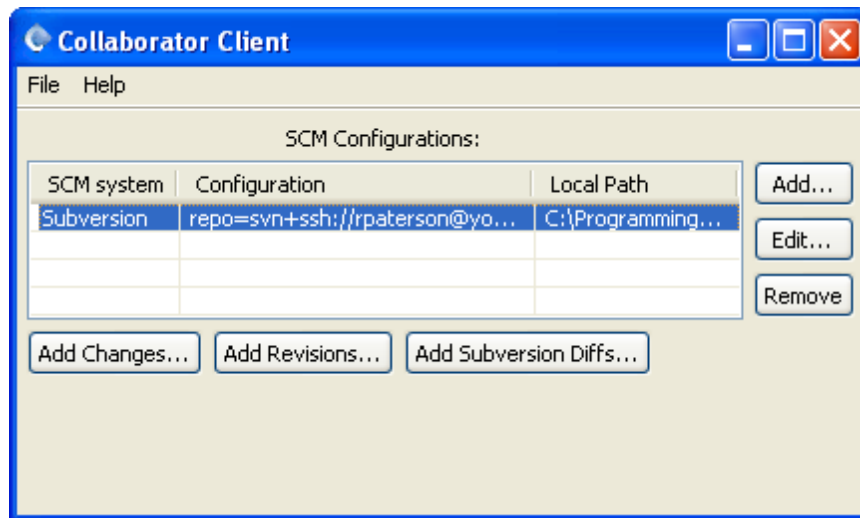 Collaborator Client
File Help
SCM Configurations:
SCM system Configuration Local Path
Subversion repo=svn+ssh://rpaterson@yo... C:\Programming...
Add...
Edit...
Remove
Add Changes... Add Revisions... Add Subversion Diffs...